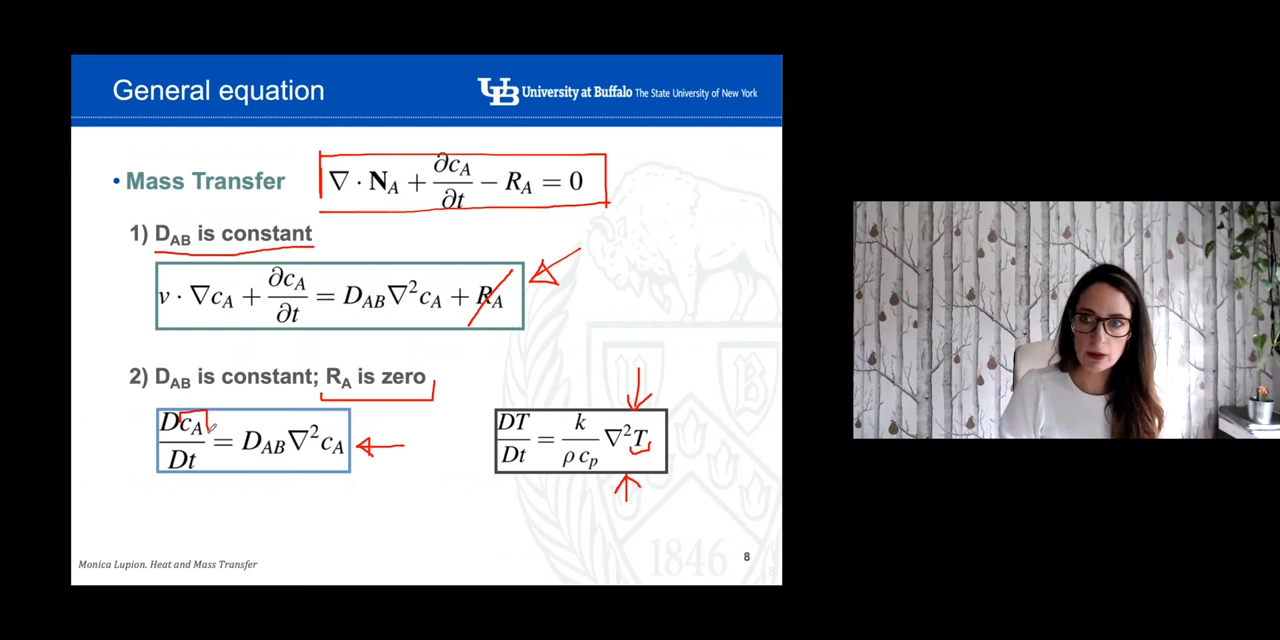 General equation
UB University at Buffalo The State University of New York
• Mass Transfer ∇ · N_A + ∂c_A/∂t − R_A = 0
1) D_AB is constant
v · ∇c_A + ∂c_A/∂t = D_AB ∇²c_A + R_A
2) D_AB is constant; R_A is zero
Dc_A/Dt = D_AB ∇²c_A
DT/Dt = k/(ρ c_p) ∇²T
1846
Monica Lupion. Heat and Mass Transfer
8